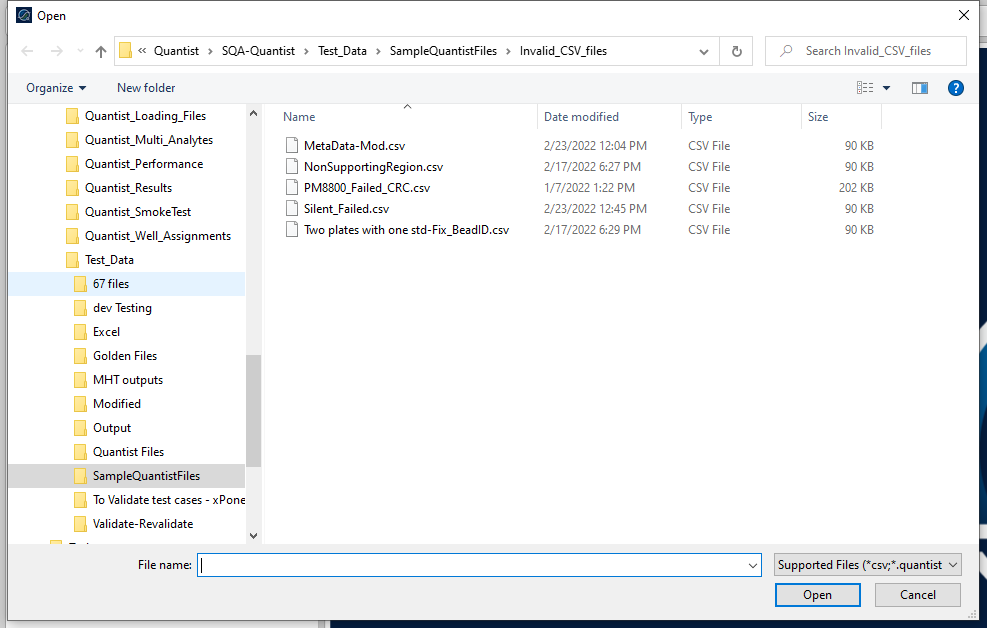 Open
« Quantist › SQA-Quantist › Test_Data › SampleQuantistFiles › Invalid_CSV_files
Search Invalid_CSV_files
Organize
New folder
Quantist_Loading_Files
Quantist_Multi_Analytes
Quantist_Performance
Quantist_Results
Quantist_SmokeTest
Quantist_Well_Assignments
Test_Data
67 files
dev Testing
Excel
Golden Files
MHT outputs
Modified
Output
Quantist Files
SampleQuantistFiles
To Validate test cases - xPone
Validate-Revalidate
Name Date modified Type Size
MetaData-Mod.csv 2/23/2022 12:04 PM CSV File 90 KB
NonSupportingRegion.csv 2/17/2022 6:27 PM CSV File 90 KB
PM8800_Failed_CRC.csv 1/7/2022 1:22 PM CSV File 202 KB
Silent_Failed.csv 2/23/2022 12:45 PM CSV File 90 KB
Two plates with one std-Fix_BeadID.csv 2/17/2022 6:29 PM CSV File 90 KB
File name:
Supported Files (*csv;*.quantist
Open
Cancel